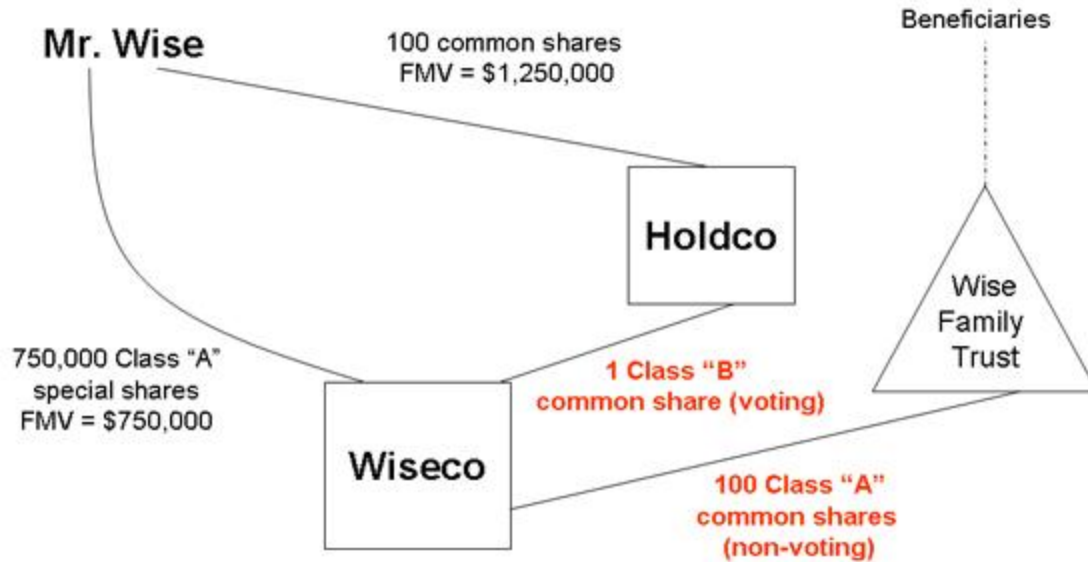 Mr. Wise
100 common shares
FMV = $1,250,000
Beneficiaries
Holdco
Wise
Family
Trust
750,000 Class “A”
special shares
FMV = $750,000
1 Class “B”
common share (voting)
Wiseco
100 Class “A”
common shares
(non-voting)